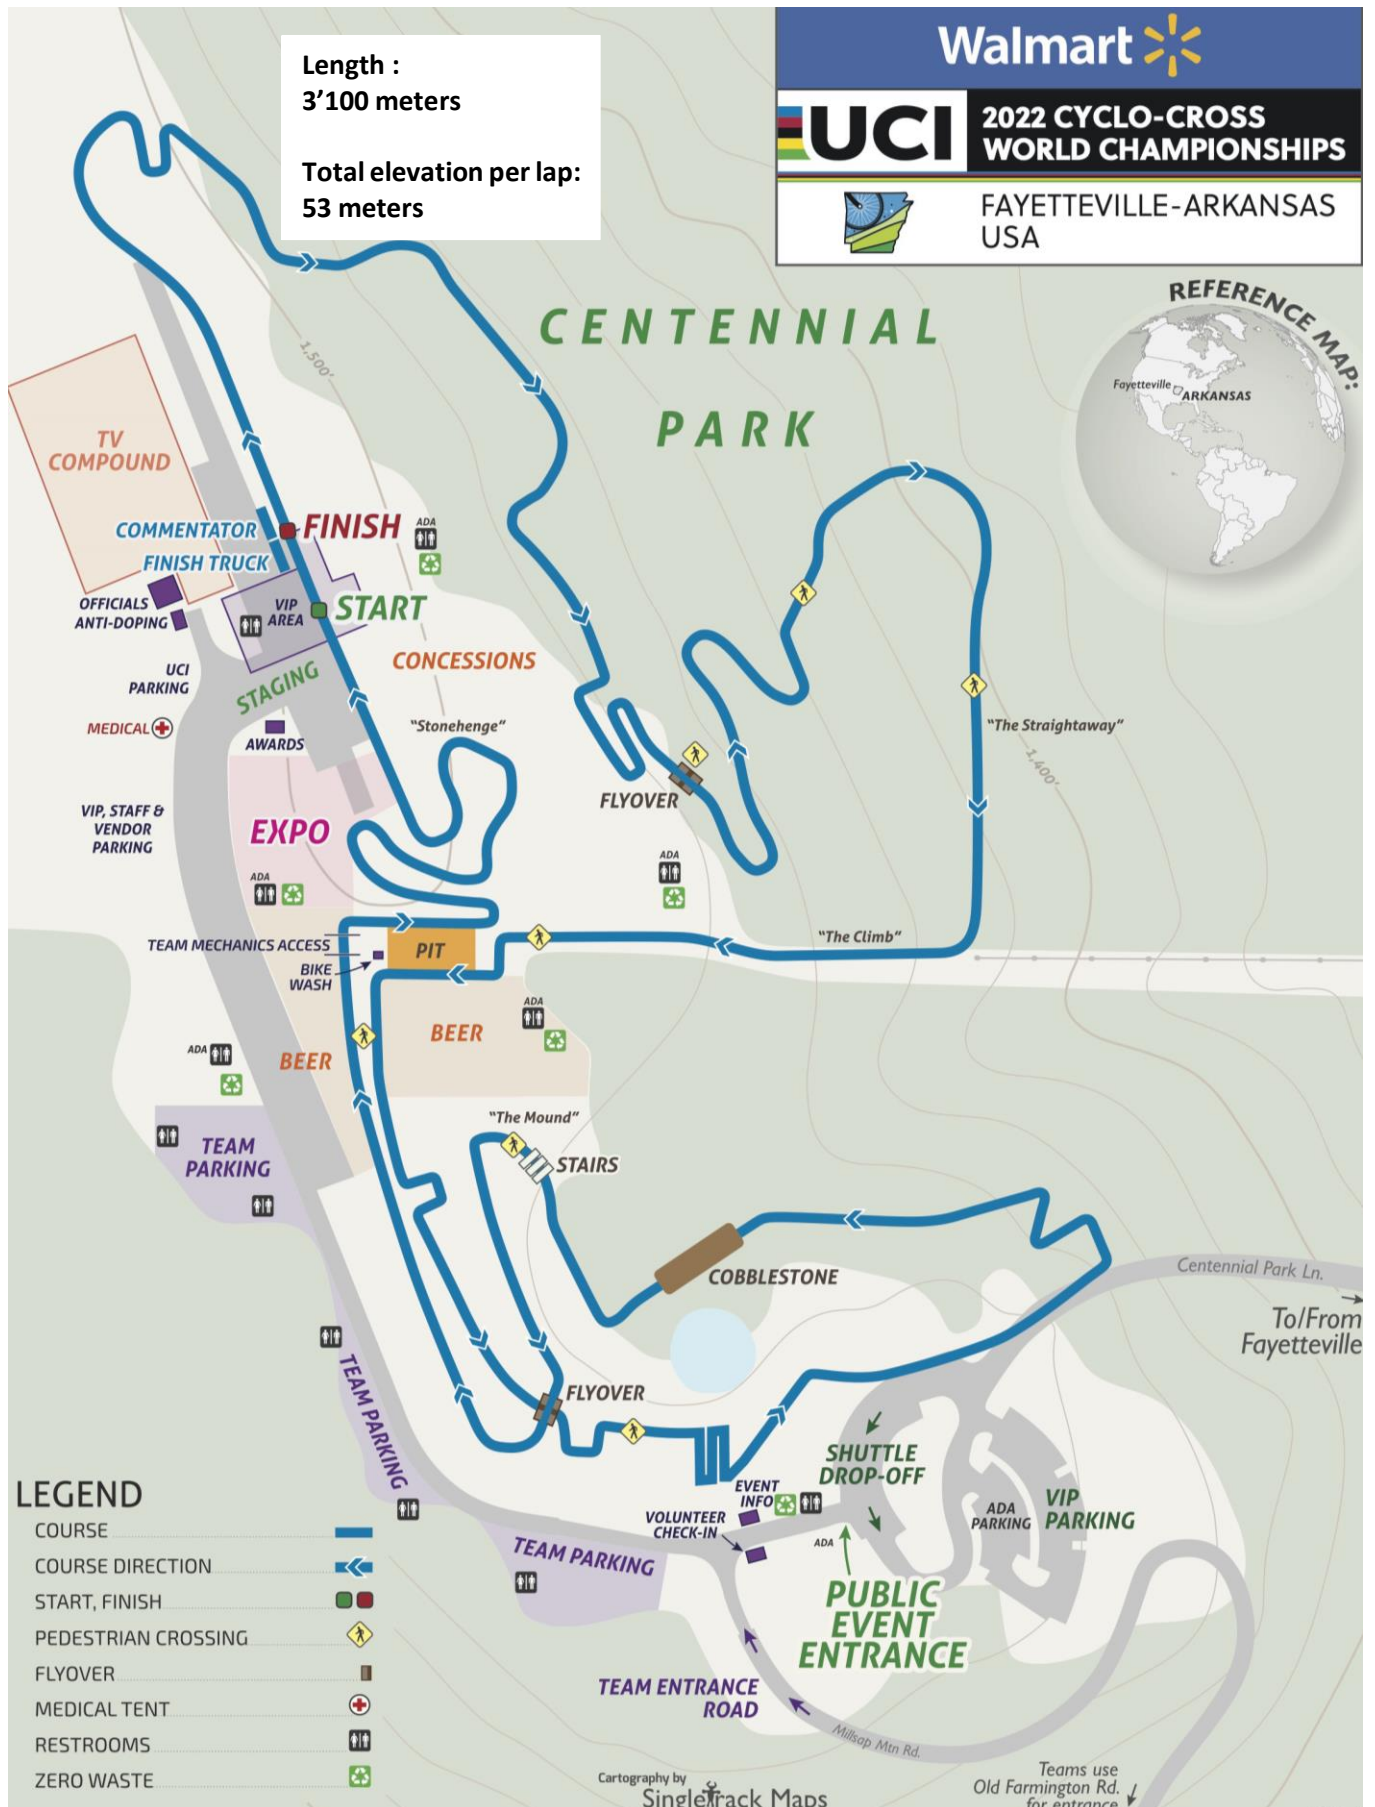 Length :
3’100 meters
Total elevation per lap:
53 meters
Walmart
UCI
2022 CYCLO-CROSS
WORLD CHAMPIONSHIPS
FAYETTEVILLE-ARKANSAS
USA
REFERENCE MAP:
Fayetteville
ARKANSAS
CENTENNIAL
PARK
1,500'
TV
COMPOUND
COMMENTATOR
FINISH
FINISH TRUCK
ADA
OFFICIALS
ANTI-DOPING
VIP
AREA
START
UCI
PARKING
STAGING
CONCESSIONS
MEDICAL
AWARDS
"Stonehenge"
"The Straightaway"
1,400'
FLYOVER
VIP, STAFF &
VENDOR
PARKING
EXPO
ADA
ADA
TEAM MECHANICS ACCESS
PIT
"The Climb"
BIKE
WASH
ADA
BEER
BEER
ADA
"The Mound"
STAIRS
TEAM
PARKING
COBBLESTONE
Centennial Park Ln.
To/From
Fayetteville
TEAM PARKING
FLYOVER
SHUTTLE
DROP-OFF
EVENT
INFO
VOLUNTEER
CHECK-IN
ADA
ADA
PARKING
VIP
PARKING
TEAM PARKING
PUBLIC
EVENT
ENTRANCE
TEAM ENTRANCE
ROAD
Millsap Mtn Rd.
LEGEND
COURSE
COURSE DIRECTION
START, FINISH
PEDESTRIAN CROSSING
FLYOVER
MEDICAL TENT
RESTROOMS
ZERO WASTE
Cartography by
SingleTrack Maps
Teams use
Old Farmington Rd.
for entrance